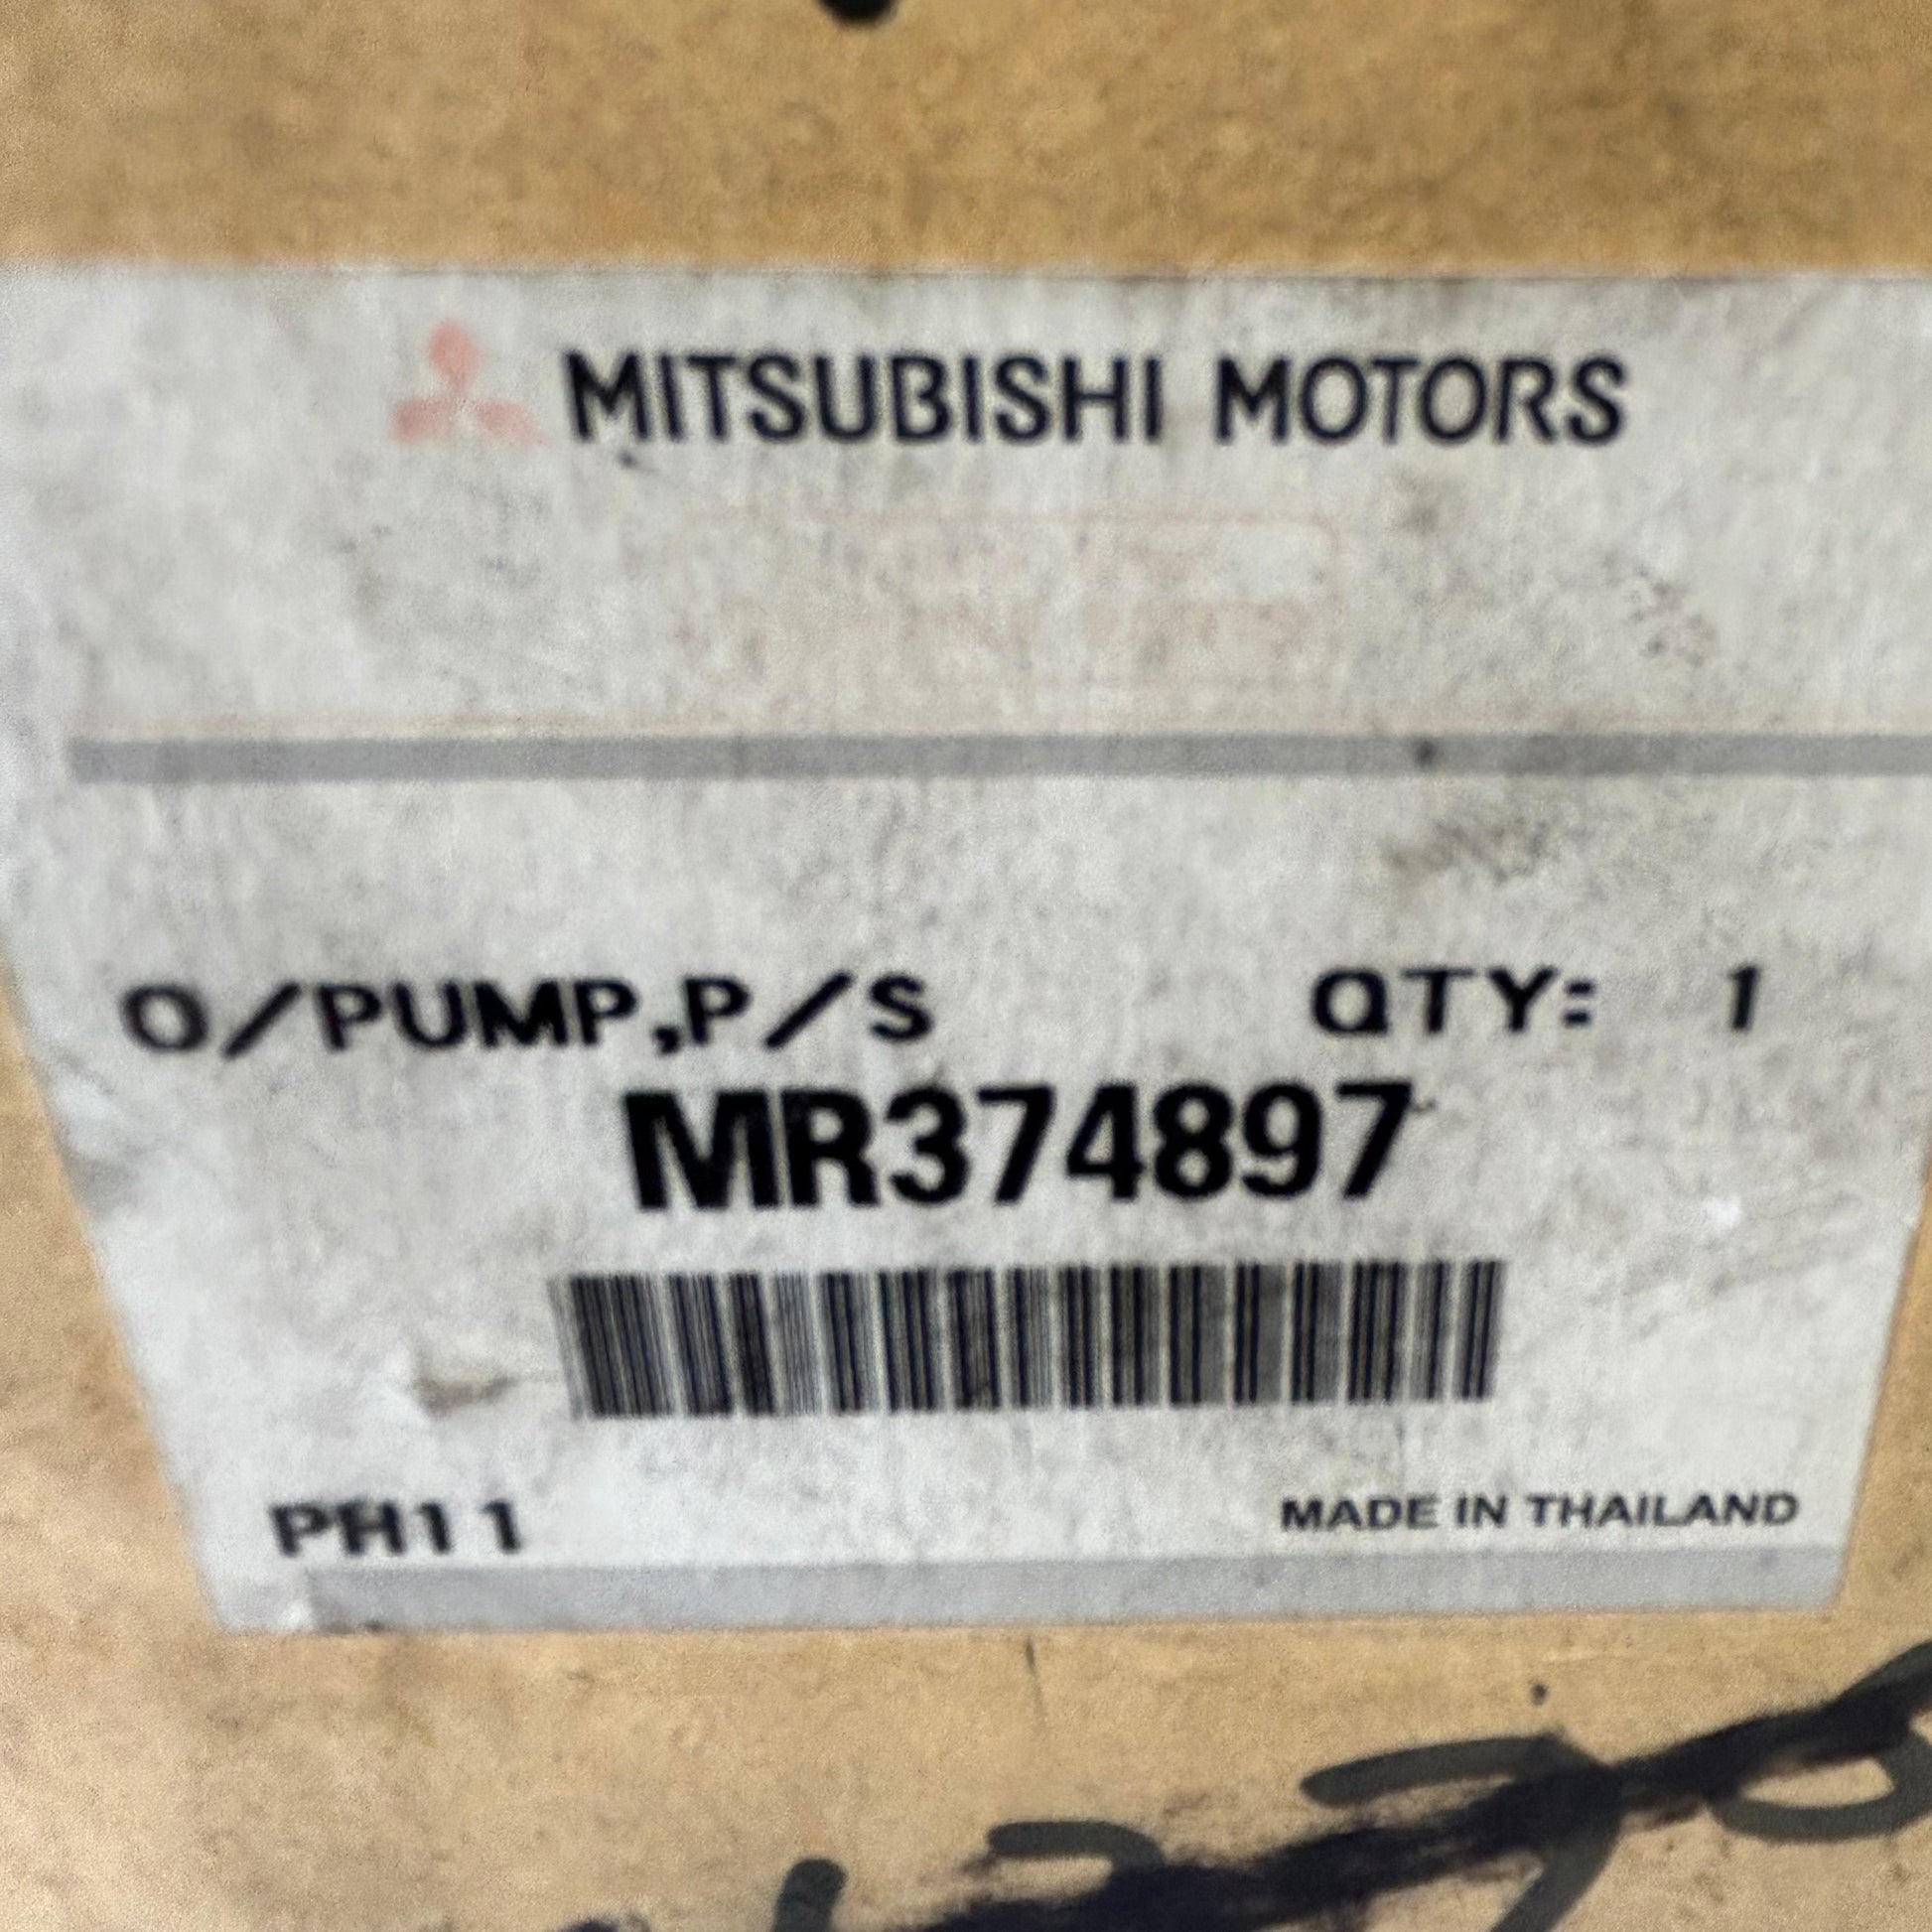 MITSUBISHI MOTORS
O/PUMP,P/S QTY: 1
MR374897
PH11 MADE IN THAILAND